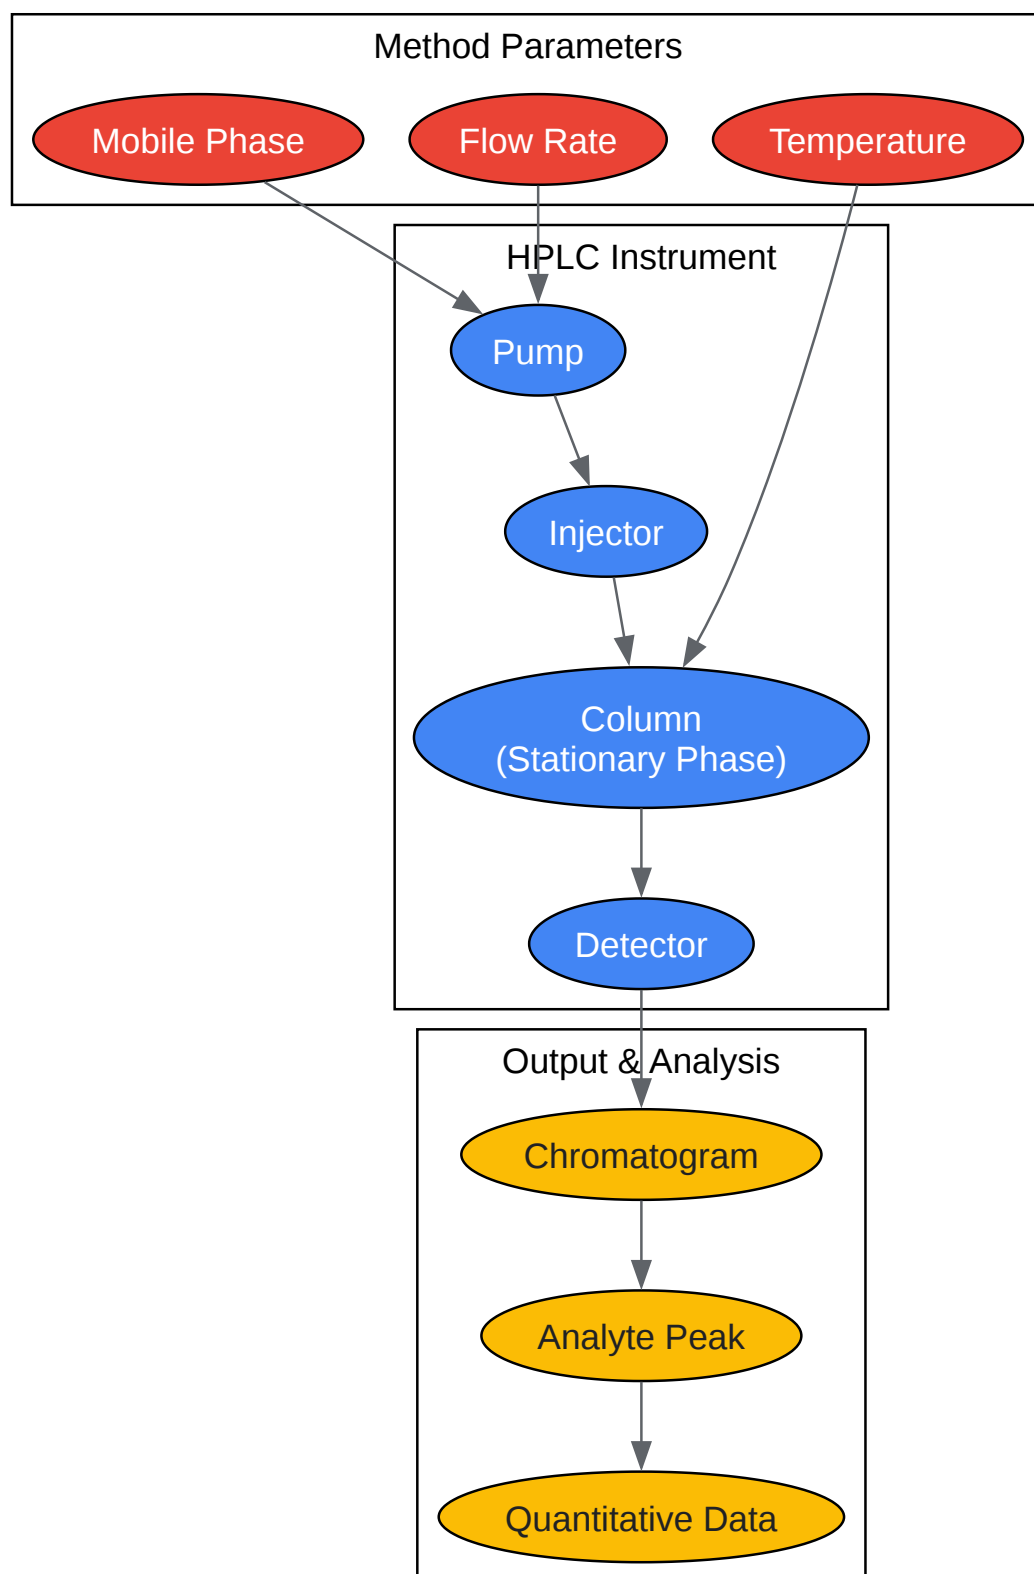 Method Parameters
Mobile Phase
Flow Rate
Temperature
HPLC Instrument
Pump
Injector
Column
(Stationary Phase)
Detector
Output & Analysis
Chromatogram
Analyte Peak
Quantitative Data